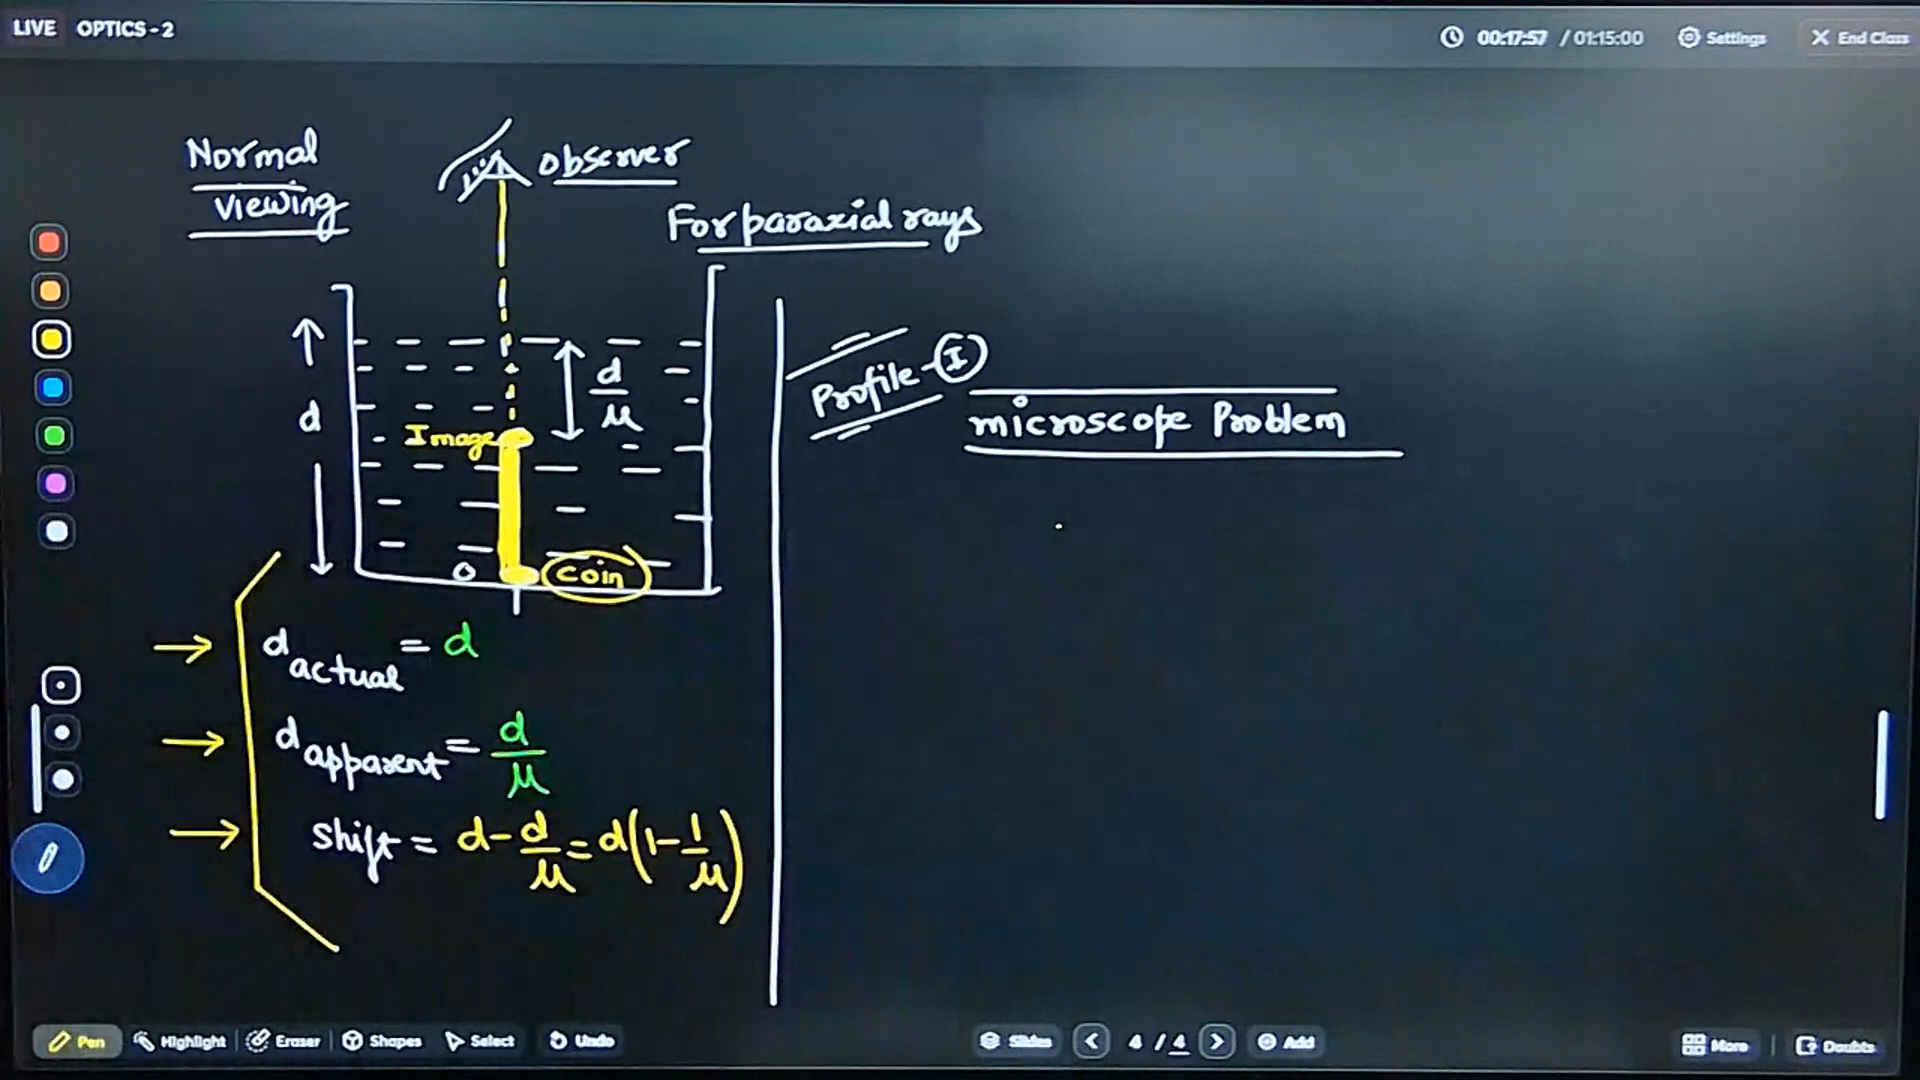 LIVE OPTICS - 2
00:17:57 / 01:15:00 Settings X End Class
Normal
viewing
observer
For paraxial rays
d
d
μ
Image
O
coin
d actual = d
d apparent = d/μ
shift = d - d/μ = d(1 - 1/μ)
Profile - I
microscope Problem
Pen Highlight Eraser Shapes Select Undo
Slides < 4 / 4 > Add
More Doubts